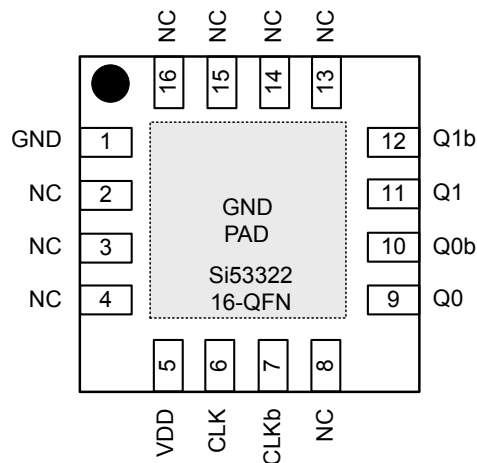 NC NC NC NC
16 15 14 13
GND 1 12 Q1b
NC 2 11 Q1
NC 3 10 Q0b
NC 4 9 Q0
GND
PAD
Si53322
16-QFN
5 6 7 8
VDD CLK CLKb NC